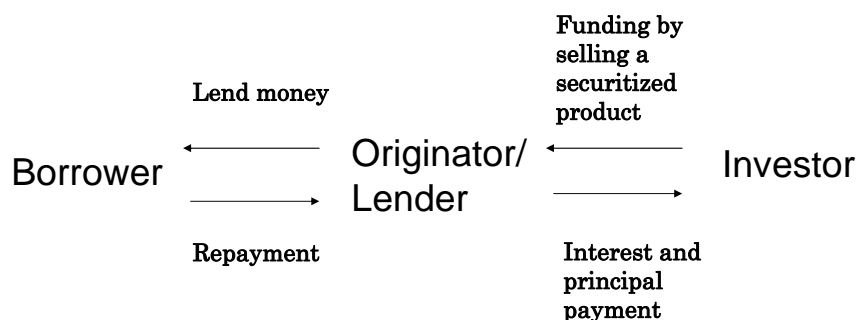 Funding by
selling a
securitized
product
Lend money
Borrower
Originator/
Lender
Investor
Repayment
Interest and
principal
payment